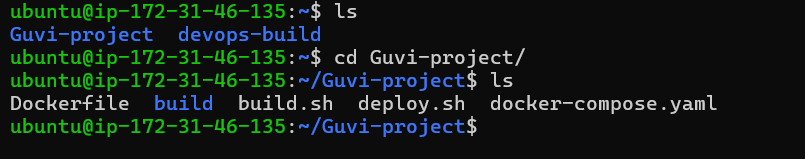 ubuntu@ip-172-31-46-135:~$ ls
Guvi-project  devops-build
ubuntu@ip-172-31-46-135:~$ cd Guvi-project/
ubuntu@ip-172-31-46-135:~/Guvi-project$ ls
Dockerfile  build  build.sh  deploy.sh  docker-compose.yaml
ubuntu@ip-172-31-46-135:~/Guvi-project$